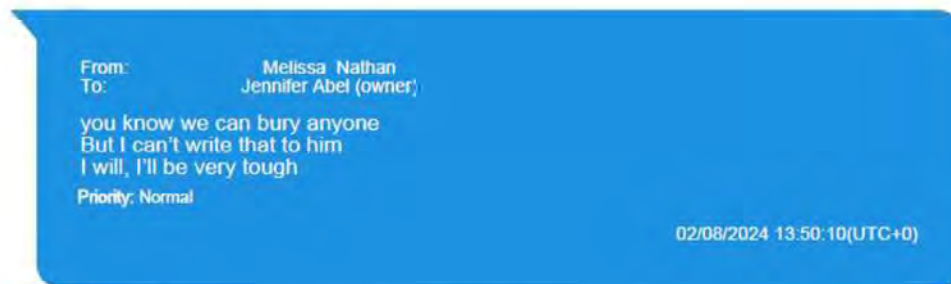 From: Melissa Nathan
To: Jennifer Abel (owner)
you know we can bury anyone
But I can't write that to him
I will, I'll be very tough
Priority: Normal
02/08/2024 13:50:10(UTC+0)